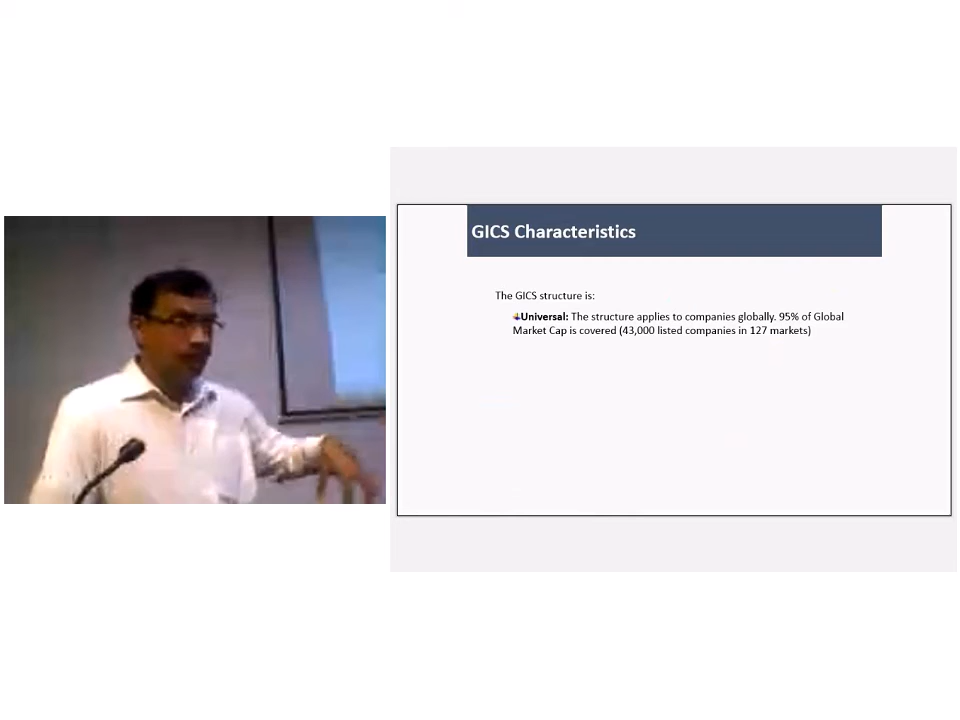 GICS Characteristics
The GICS structure is:
Universal: The structure applies to companies globally. 95% of Global
Market Cap is covered (43,000 listed companies in 127 markets)